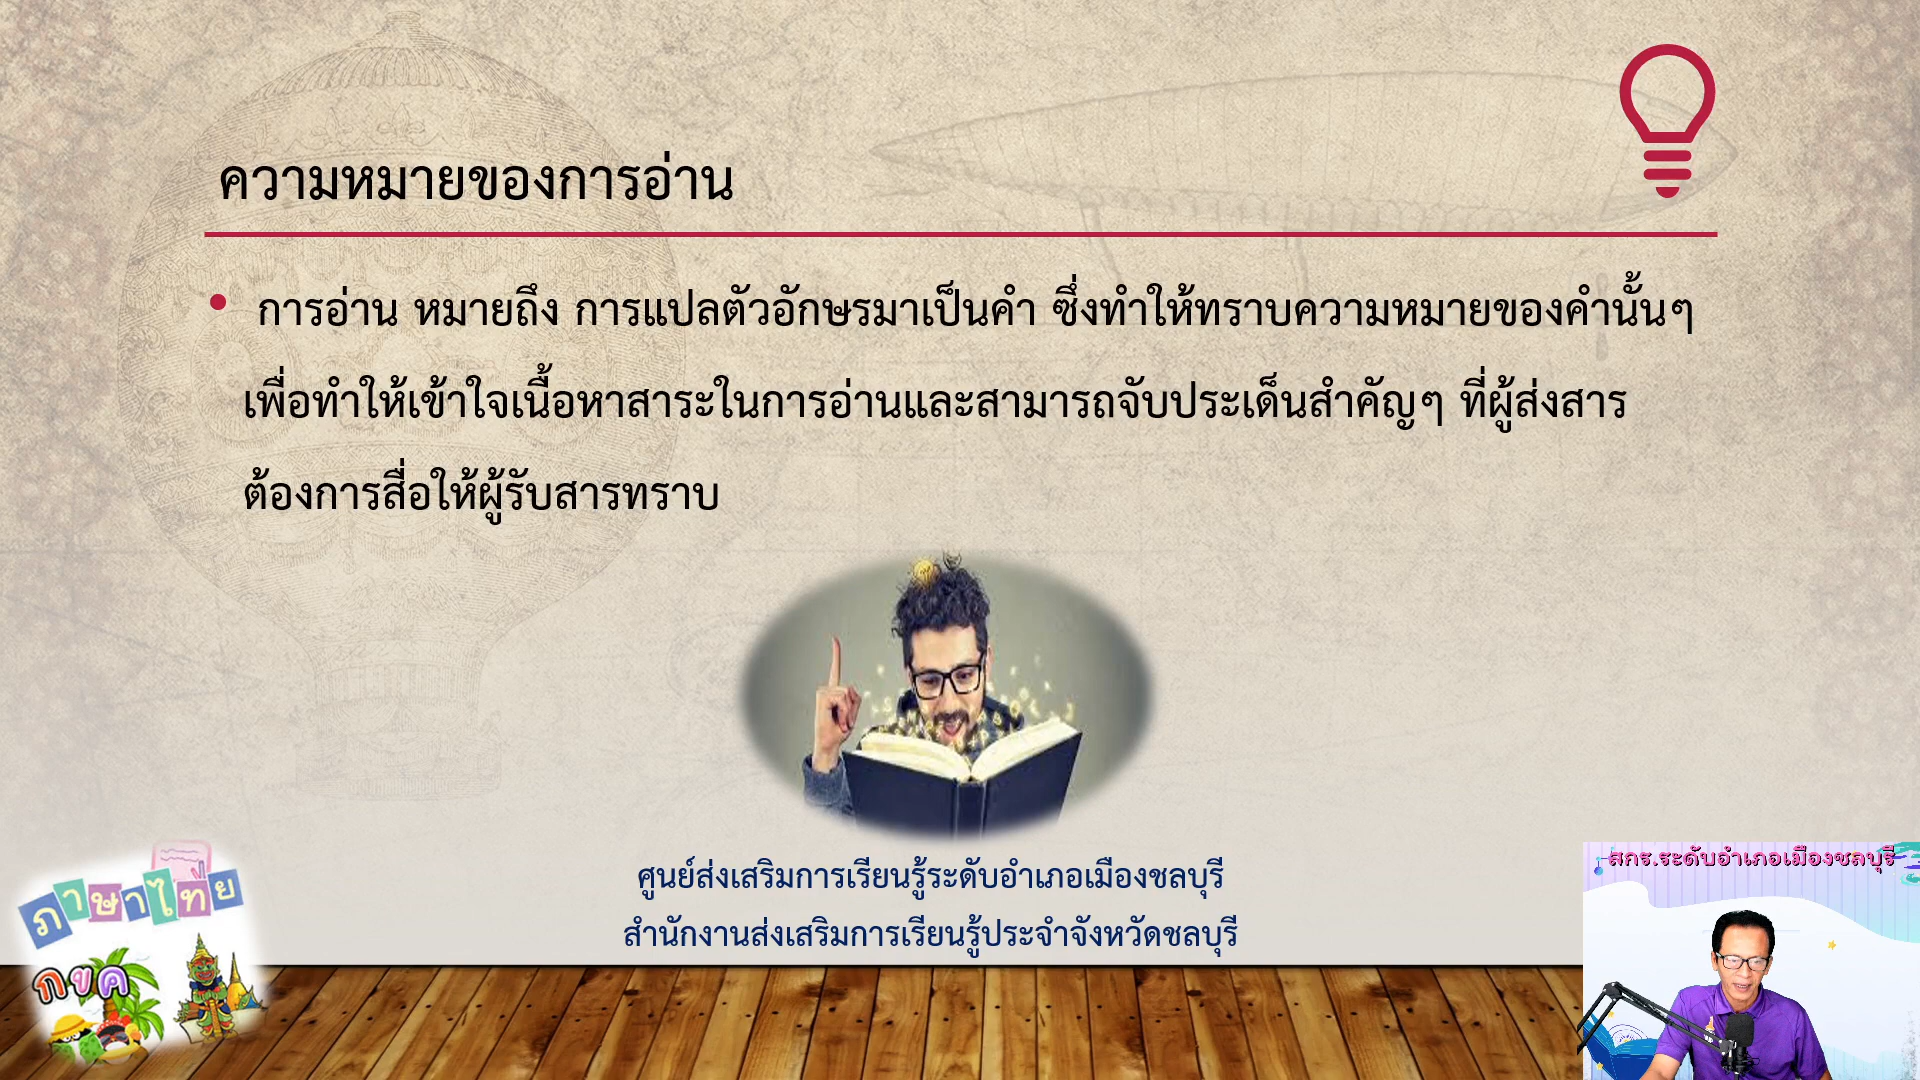 ความหมายของการอ่าน
การอ่าน หมายถึง การแปลตัวอักษรมาเป็นคำ ซึ่งทำให้ทราบความหมายของคำนั้นๆ
เพื่อทำให้เข้าใจเนื้อหาสาระในการอ่านและสามารถจับประเด็นสำคัญๆ ที่ผู้ส่งสาร
ต้องการสื่อให้ผู้รับสารทราบ
ศูนย์ส่งเสริมการเรียนรู้ระดับอำเภอเมืองชลบุรี
สำนักงานส่งเสริมการเรียนรู้ประจำจังหวัดชลบุรี
ภาษาไทย
กขค
สกร.ระดับอำเภอเมืองชลบุรี